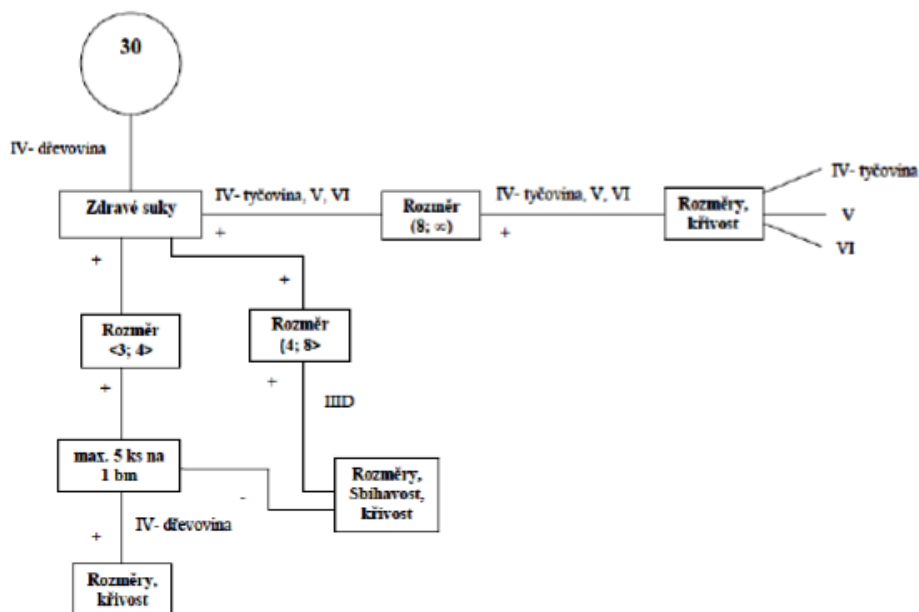 30
IV- dřevovina
Zdravé suky
IV- tyčovina, V, VI
+
Rozměr
(8; ∞)
IV- tyčovina, V, VI
+
Rozměry,
křivost
IV- tyčovina
V
VI
+
+
Rozměr
<3; 4>
Rozměr
(4; 8>
+
+
IIID
max. 5 ks na
1 bm
-
Rozměry,
Sbíhavost,
křivost
+
IV- dřevovina
Rozměry,
křivost